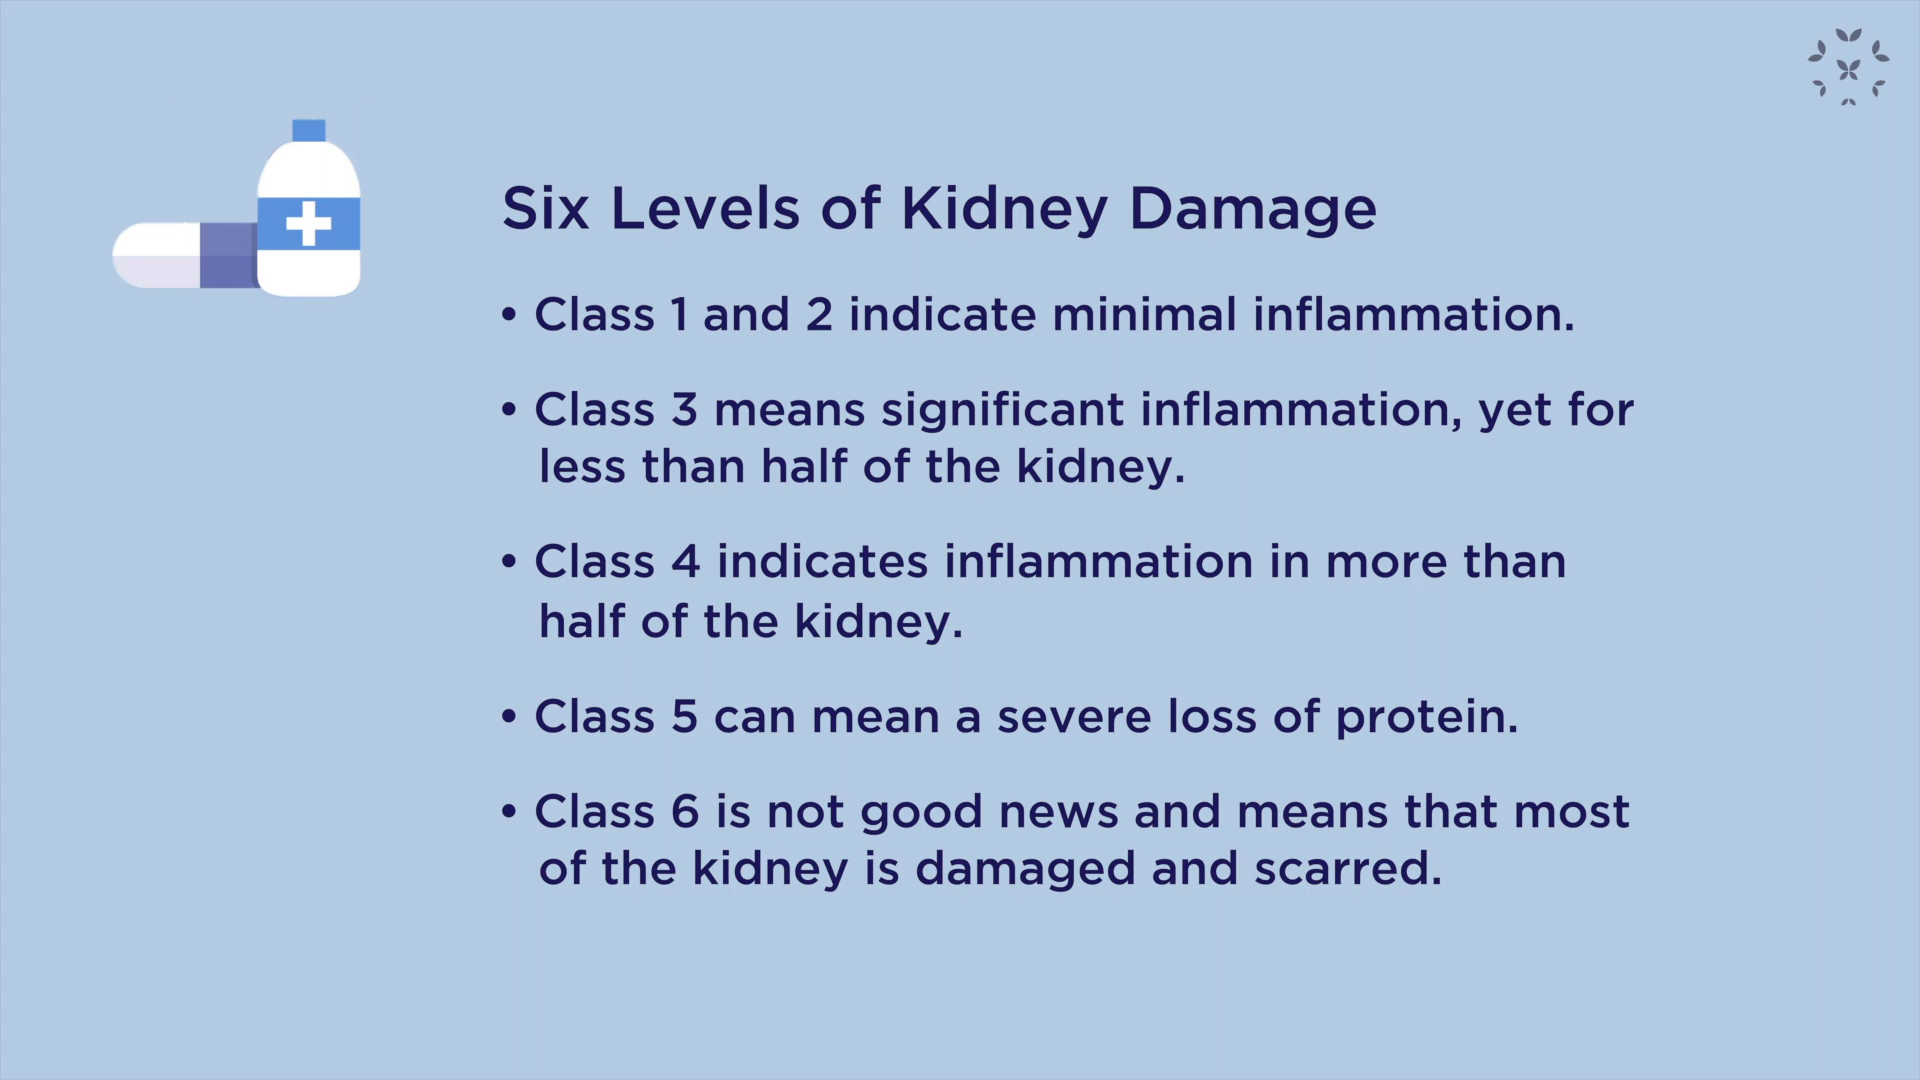 Six Levels of Kidney Damage
• Class 1 and 2 indicate minimal inflammation.
• Class 3 means significant inflammation, yet for
less than half of the kidney.
• Class 4 indicates inflammation in more than
half of the kidney.
• Class 5 can mean a severe loss of protein.
• Class 6 is not good news and means that most
of the kidney is damaged and scarred.